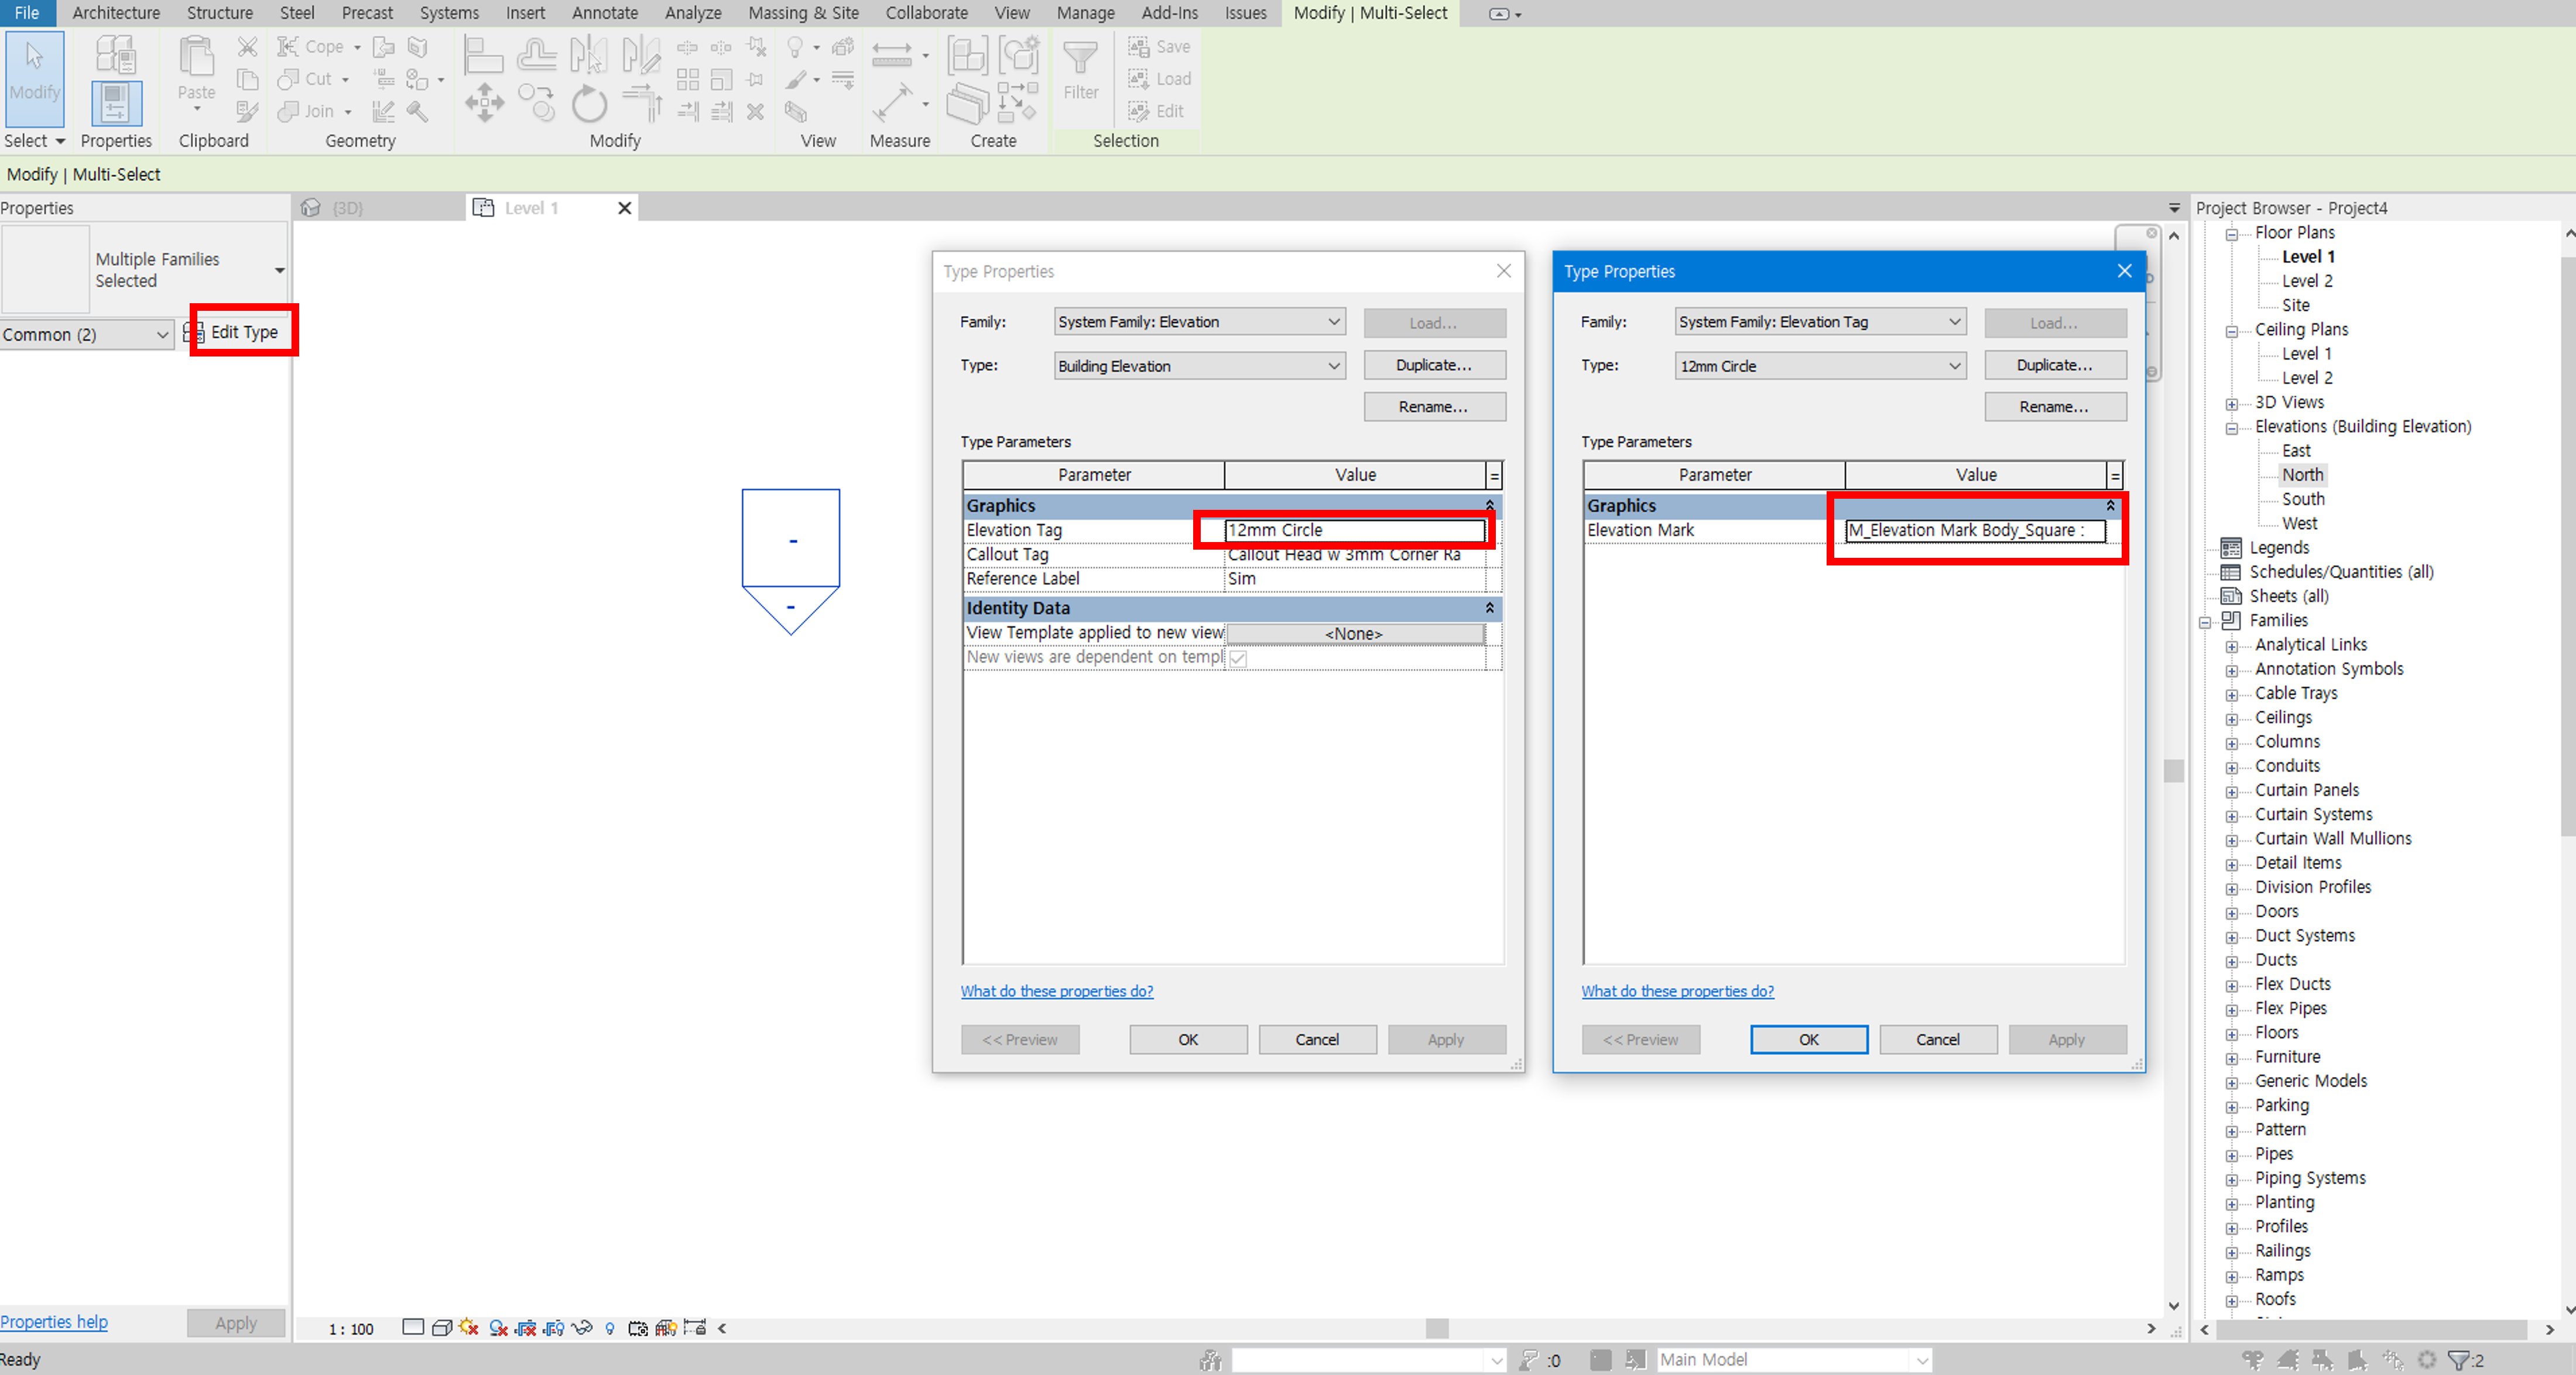 File Architecture Structure Steel Precast Systems Insert Annotate Analyze Massing & Site Collaborate View Manage Add-Ins Issues Modify | Multi-Select
Modify
Select
Properties
Paste
Clipboard
Cope
Cut
Join
Geometry
Modify
View
Measure
Create
Filter
Save
Load
Edit
Selection
Modify | Multi-Select
Properties
Multiple Families
Selected
Common (2)
Edit Type
Properties help
Apply
{3D}
Level 1
-
-
Type Properties
Family: System Family: Elevation Load...
Type: Building Elevation Duplicate...
Rename...
Type Parameters
Parameter Value =
Graphics
Elevation Tag 12mm Circle
Callout Tag Callout Head w 3mm Corner Ra
Reference Label Sim
Identity Data
View Template applied to new view <None>
New views are dependent on templ
What do these properties do?
<< Preview OK Cancel Apply
Type Properties
Family: System Family: Elevation Tag Load...
Type: 12mm Circle Duplicate...
Rename...
Type Parameters
Parameter Value =
Graphics
Elevation Mark M_Elevation Mark Body_Square :
What do these properties do?
<< Preview OK Cancel Apply
Project Browser - Project4
Floor Plans
Level 1
Level 2
Site
Ceiling Plans
Level 1
Level 2
3D Views
Elevations (Building Elevation)
East
North
South
West
Legends
Schedules/Quantities (all)
Sheets (all)
Families
Analytical Links
Annotation Symbols
Cable Trays
Ceilings
Columns
Conduits
Curtain Panels
Curtain Systems
Curtain Wall Mullions
Detail Items
Division Profiles
Doors
Duct Systems
Ducts
Flex Ducts
Flex Pipes
Floors
Furniture
Generic Models
Parking
Pattern
Pipes
Piping Systems
Planting
Profiles
Railings
Ramps
Roofs
1 : 100
Ready
:0
Main Model
:2